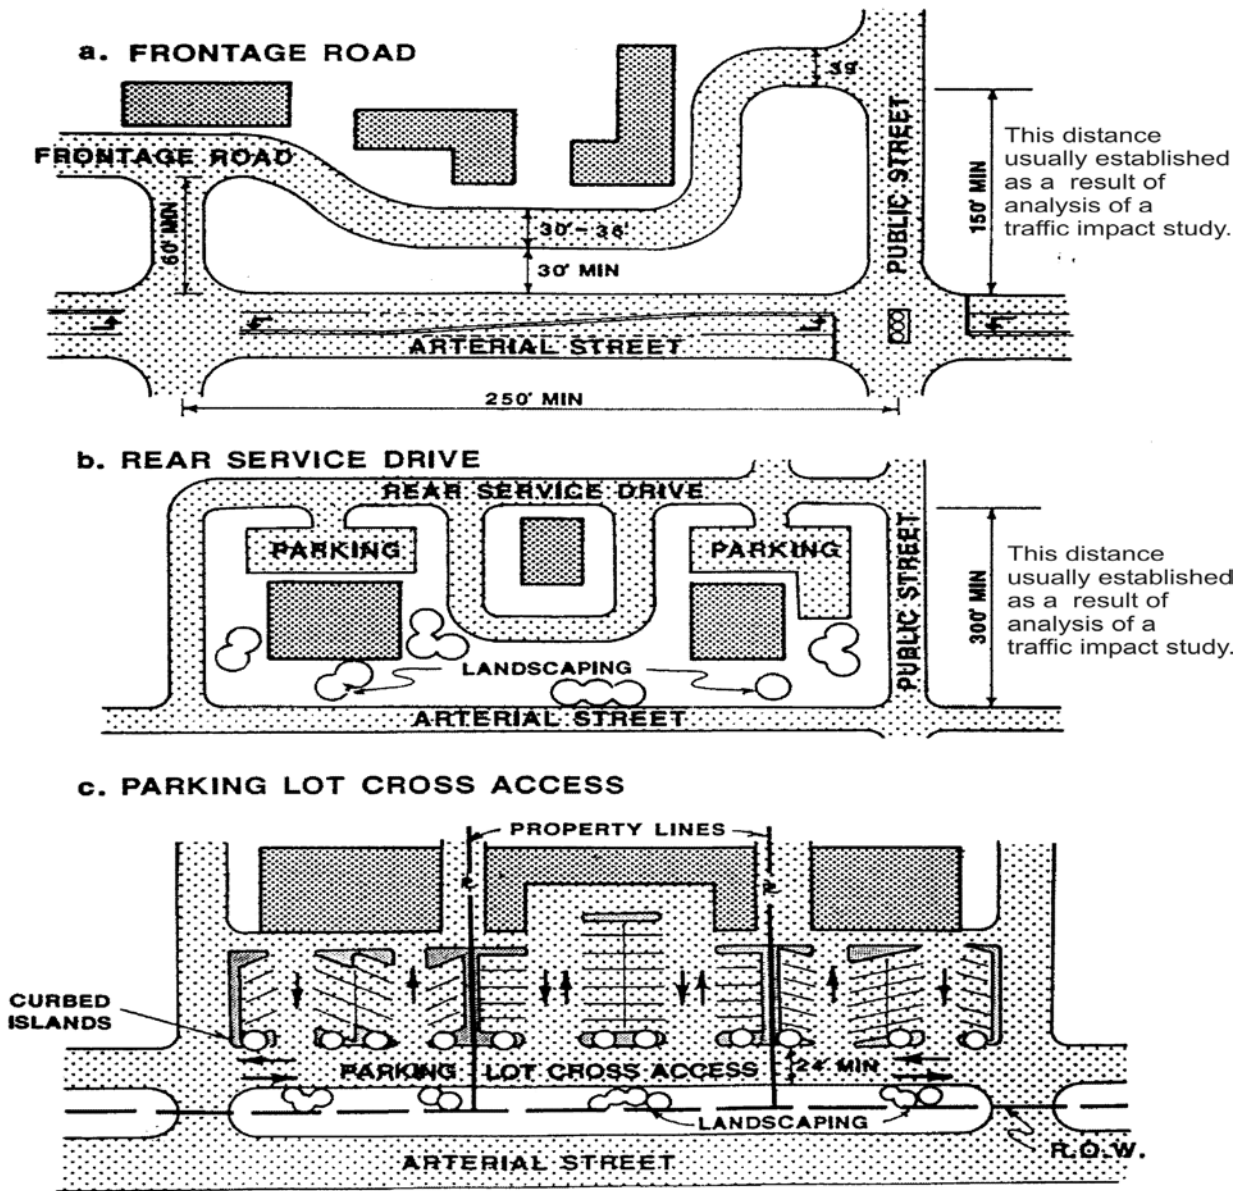 a. FRONTAGE ROAD
39'
FRONTAGE ROAD
60' MIN
30' - 36'
30' MIN
PUBLIC STREET
150' MIN
This distance
usually established
as a result of
analysis of a
traffic impact study.
ARTERIAL STREET
250' MIN
b. REAR SERVICE DRIVE
REAR SERVICE DRIVE
PARKING
PARKING
PUBLIC STREET
300' MIN
This distance
usually established
as a result of
analysis of a
traffic impact study.
LANDSCAPING
ARTERIAL STREET
c. PARKING LOT CROSS ACCESS
PROPERTY LINES
CURBED
ISLANDS
PARKING LOT CROSS ACCESS
24' MIN
LANDSCAPING
R.O.W.
ARTERIAL STREET